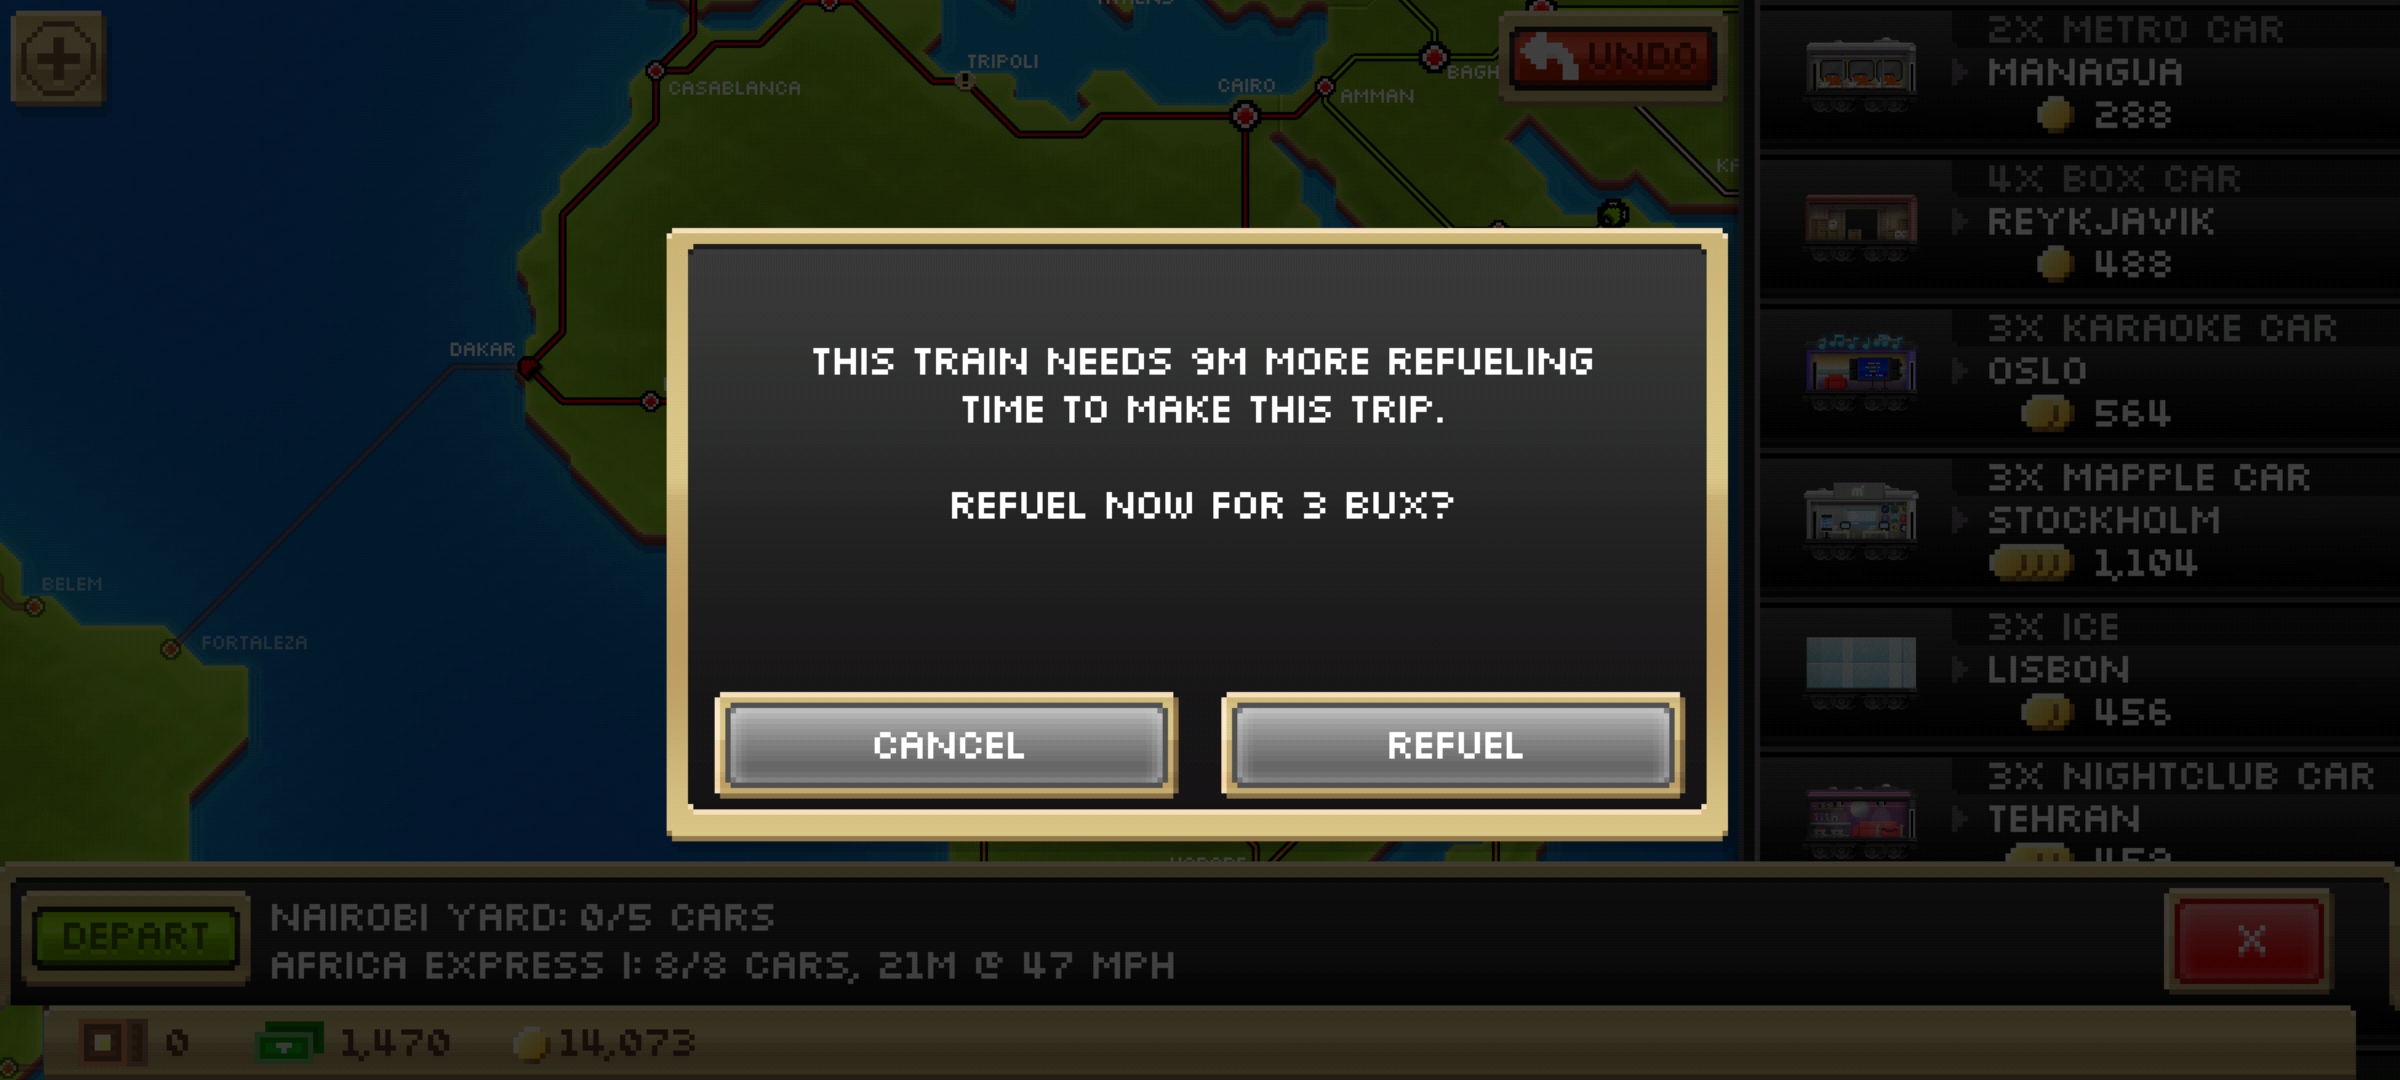 TRIPOLI
CASABLANCA
CAIRO
AMMAN
BAGH
UNDO
DAKAR
BELEM
FORTALEZA
2X METRO CAR
MANAGUA
288
4X BOX CAR
REYKJAVIK
488
3X KARAOKE CAR
OSLO
564
3X MAPPLE CAR
STOCKHOLM
1,104
3X ICE
LISBON
456
3X NIGHTCLUB CAR
TEHRAN
THIS TRAIN NEEDS 9M MORE REFUELING
TIME TO MAKE THIS TRIP.
REFUEL NOW FOR 3 BUX?
CANCEL
REFUEL
DEPART
NAIROBI YARD: 0/5 CARS
AFRICA EXPRESS I: 8/8 CARS, 21M @ 47 MPH
X
0
1,470
14,073